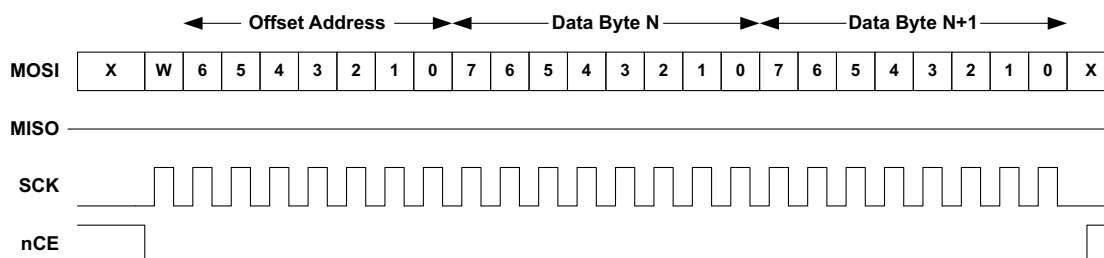 Offset Address Data Byte N Data Byte N+1
MOSI X W 6 5 4 3 2 1 0 7 6 5 4 3 2 1 0 7 6 5 4 3 2 1 0 X
MISO
SCK
nCE